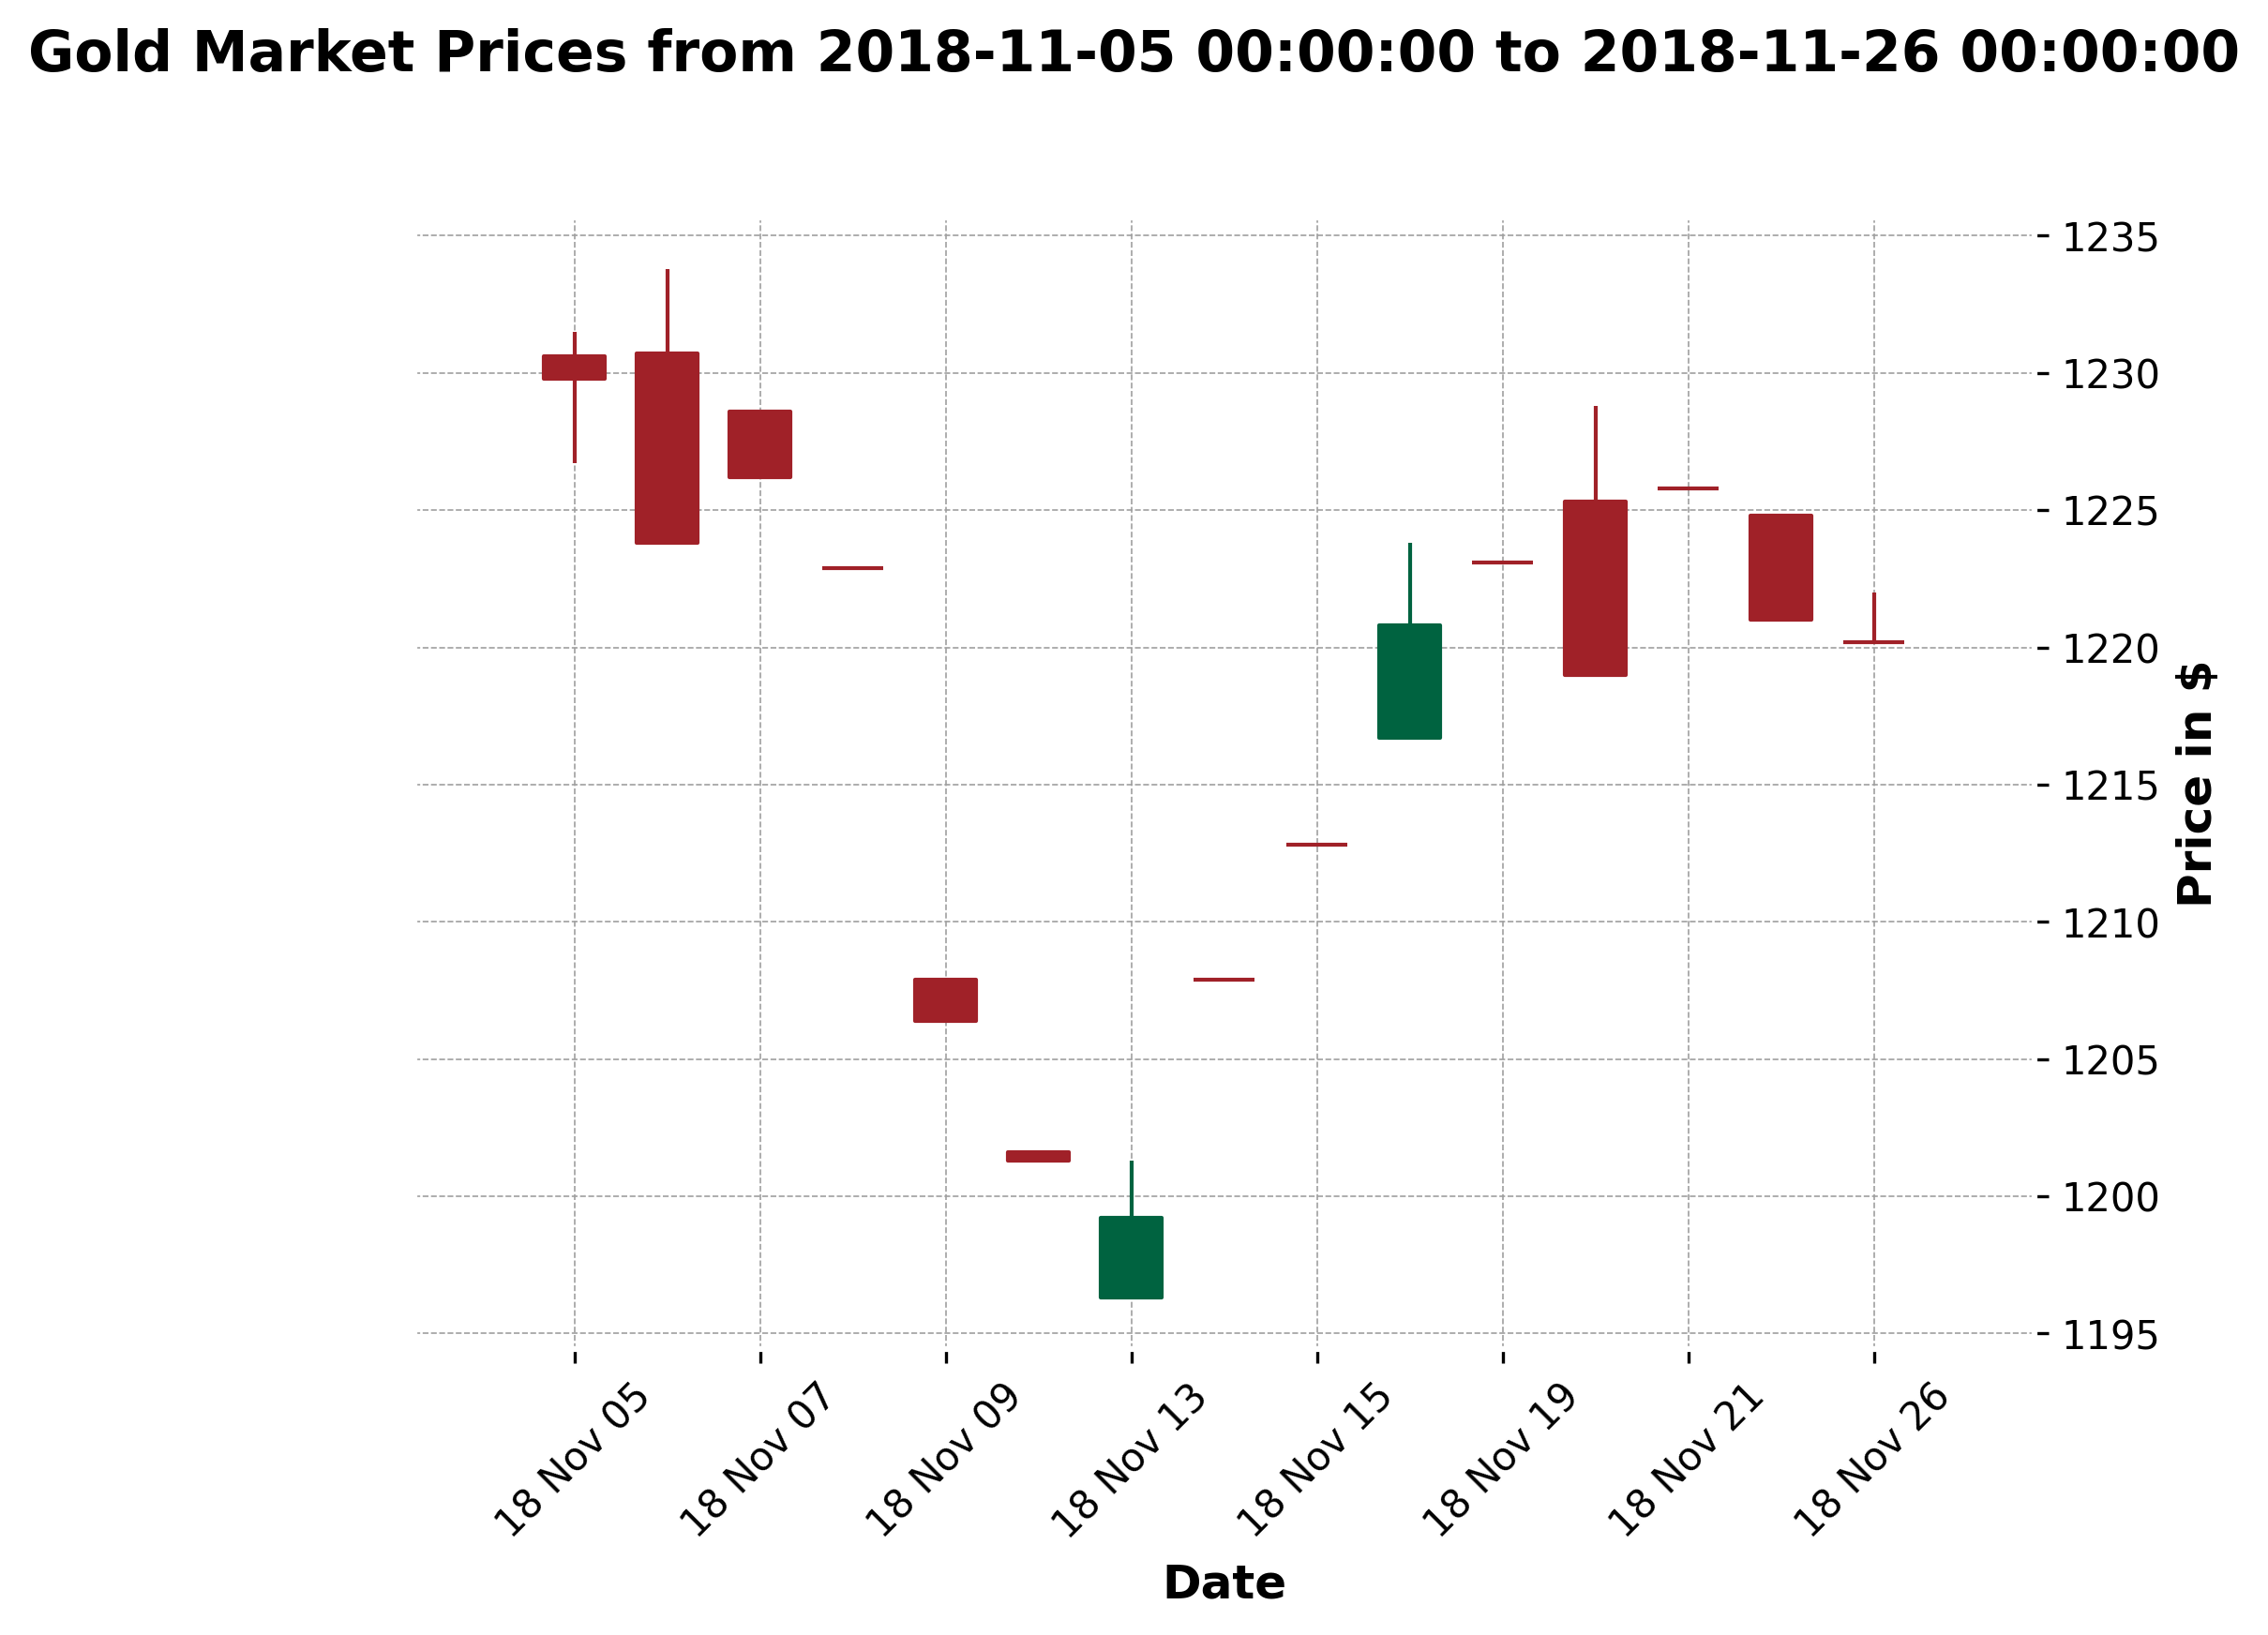 Gold Market Prices from 2018-11-05 00:00:00 to 2018-11-26 00:00:00
1235
1230
1225
1220
1215
1210
1205
1200
1195
Price in $
18 Nov 05
18 Nov 07
18 Nov 09
18 Nov 13
18 Nov 15
18 Nov 19
18 Nov 21
18 Nov 26
Date